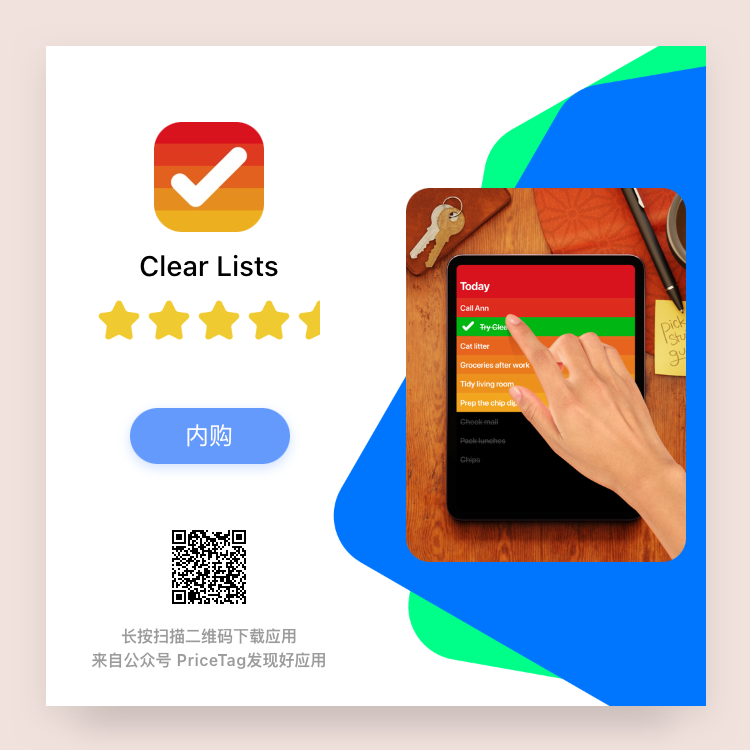 Clear Lists
内购
长按扫描二维码下载应用
来自公众号 PriceTag发现好应用
Today
Call Ann
Cat litter
Groceries after work
Tidy living room
Prep the chip dip
Check mail
Pack lunches
Chips